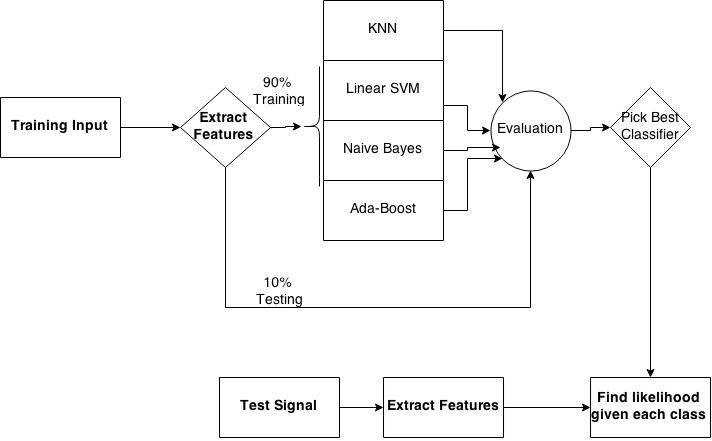 KNN
90%
Training
Linear SVM
Training Input
Extract
Features
Evaluation
Pick Best
Classifier
Naive Bayes
Ada-Boost
10%
Testing
Test Signal
Extract Features
Find likelihood
given each class